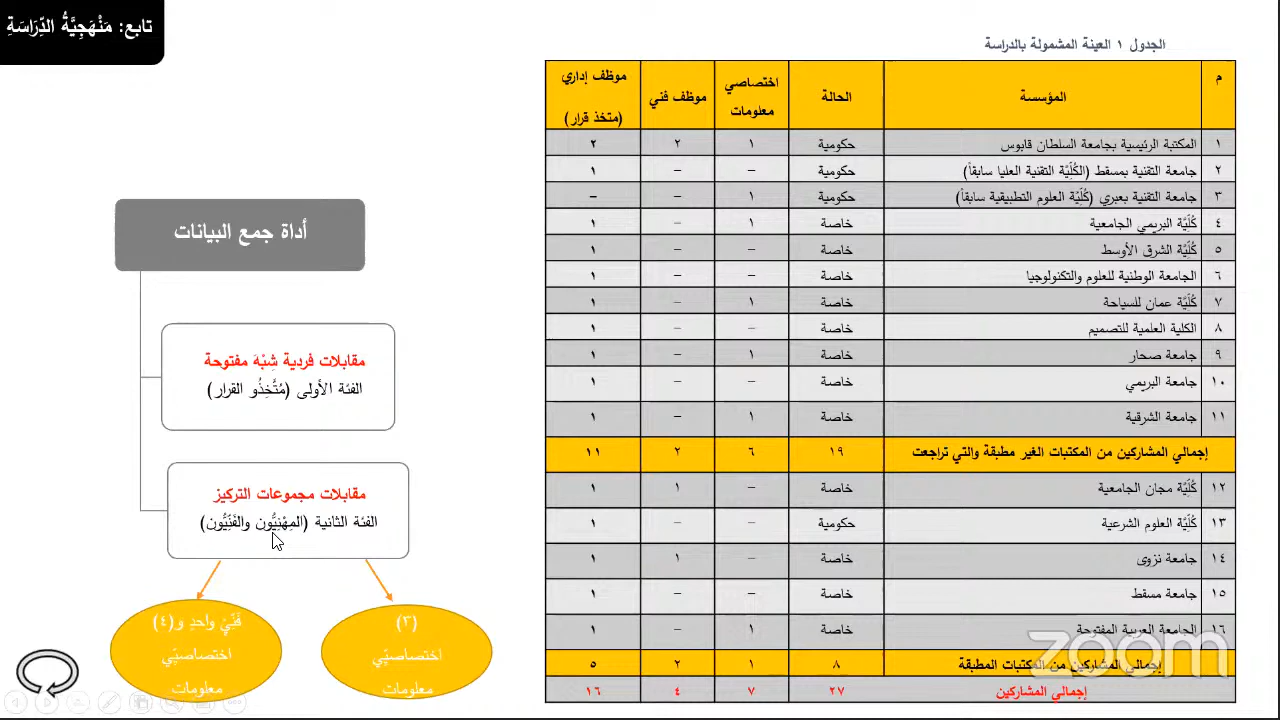 تابع: مَنْهَجِيَّةُ الدِّرَاسَةِ
الجدول ١ العينة المشمولة بالدراسة
م المؤسسة الحالة اختصاصي معلومات موظف فني موظف إداري (متخذ قرار)
١ المكتبة الرئيسية بجامعة السلطان قابوس حكومية ١ ٢ ٢
٢ جامعة التقنية بمسقط (الكُلِيَّة التقنية العليا سابقاً) حكومية – – ١
٣ جامعة التقنية بعبري (كُلِيَّة العلوم التطبيقية سابقاً) حكومية ١ – –
٤ كُلِّيَّة البريمي الجامعية خاصة ١ – ١
٥ كُلِّيَّة الشرق الأوسط خاصة – – ١
٦ الجامعة الوطنية للعلوم والتكنولوجيا خاصة – – ١
٧ كُلِّيَّة عمان للسياحة خاصة ١ – ١
٨ الكلية العلمية للتصميم خاصة – – ١
٩ جامعة صحار خاصة ١ – ١
١٠ جامعة البريمي خاصة – – ١
١١ جامعة الشرقية خاصة ١ – ١
إجمالي المشاركين من المكتبات الغير مطبقة والتي تراجعت ١٩ ٦ ٢ ١١
١٢ كُلِّيَّة مجان الجامعية خاصة – ١ ١
١٣ كُلِّيَّة العلوم الشرعية حكومية – – ١
١٤ جامعة نزوى خاصة – ١ ١
١٥ جامعة مسقط خاصة – – ١
١٦ الجامعة العربية المفتوحة خاصة ١ – ١
إجمالي المشاركين من المكتبات المطبقة ٨ ١ ٢ ٥
إجمالي المشاركين ٢٧ ٧ ٤ ١٦
أداة جمع البيانات
مقابلات فردية شِبْهَ مفتوحة
الفئة الأولى (مُتَّخِذُو القرار)
مقابلات مجموعات التركيز
الفئة الثانية (المِهْنِيُّون والفَنِّيُّون)
(٣)
اختصاصيّي
معلومات
فَنّيّ واحدٍ و(٤)
اختصاصيّي
معلومات
zoom